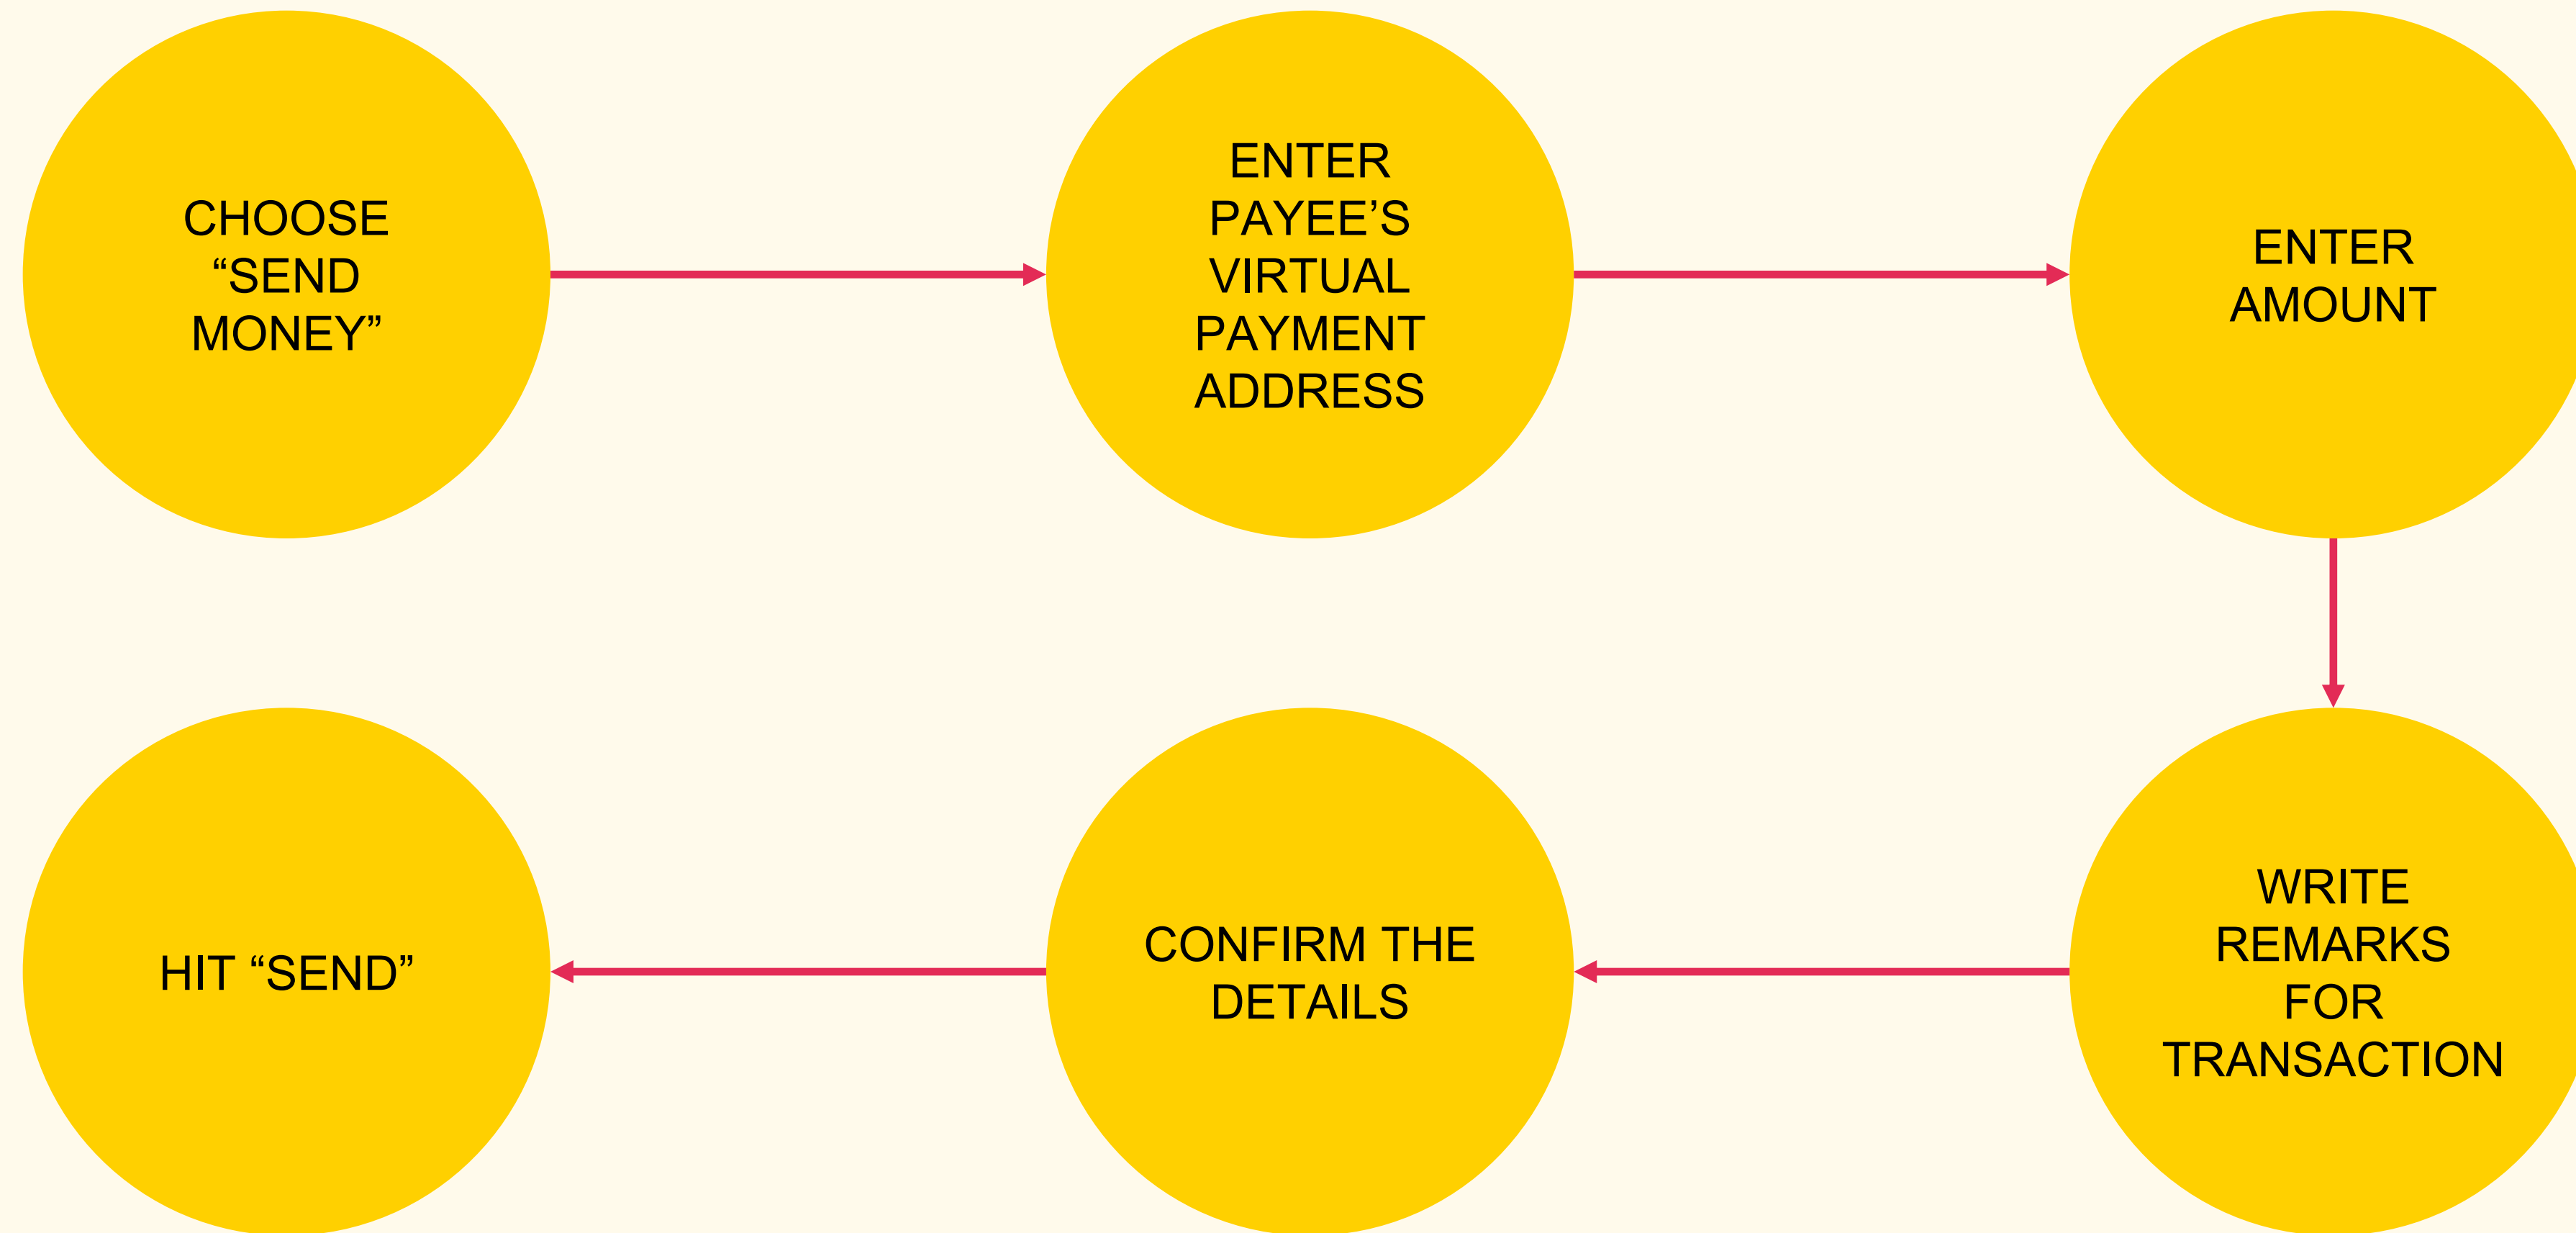 CHOOSE
“SEND
MONEY”
ENTER
PAYEE’S
VIRTUAL
PAYMENT
ADDRESS
ENTER
AMOUNT
WRITE
REMARKS
FOR
TRANSACTION
CONFIRM THE
DETAILS
HIT “SEND”